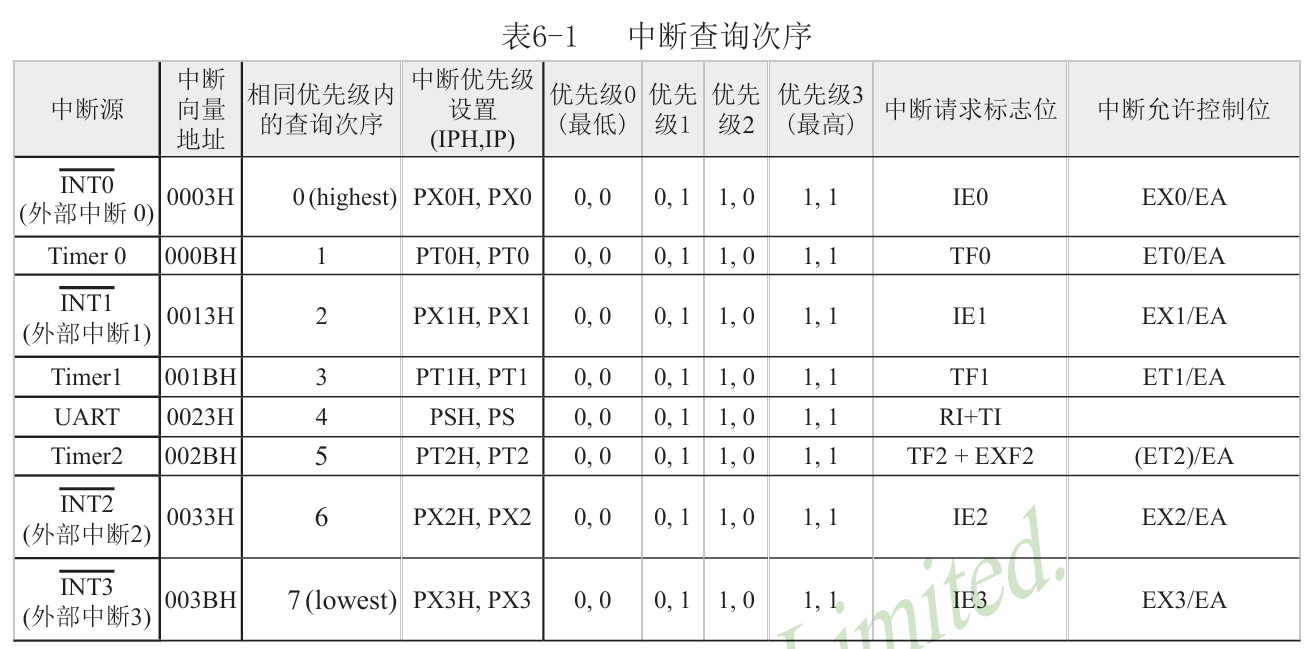 表6-1 中断查询次序
中断源 中断向量地址 相同优先级内的查询次序 中断优先级设置(IPH,IP) 优先级0(最低) 优先级1 优先级2 优先级3(最高) 中断请求标志位 中断允许控制位
INT0(外部中断 0) 0003H 0 (highest) PX0H, PX0 0, 0 0, 1 1, 0 1, 1 IE0 EX0/EA
Timer 0 000BH 1 PT0H, PT0 0, 0 0, 1 1, 0 1, 1 TF0 ET0/EA
INT1(外部中断1) 0013H 2 PX1H, PX1 0, 0 0, 1 1, 0 1, 1 IE1 EX1/EA
Timer1 001BH 3 PT1H, PT1 0, 0 0, 1 1, 0 1, 1 TF1 ET1/EA
UART 0023H 4 PSH, PS 0, 0 0, 1 1, 0 1, 1 RI+TI
Timer2 002BH 5 PT2H, PT2 0, 0 0, 1 1, 0 1, 1 TF2 + EXF2 (ET2)/EA
INT2(外部中断2) 0033H 6 PX2H, PX2 0, 0 0, 1 1, 0 1, 1 IE2 EX2/EA
INT3(外部中断3) 003BH 7 (lowest) PX3H, PX3 0, 0 0, 1 1, 0 1, 1 IE3 EX3/EA
Limited.